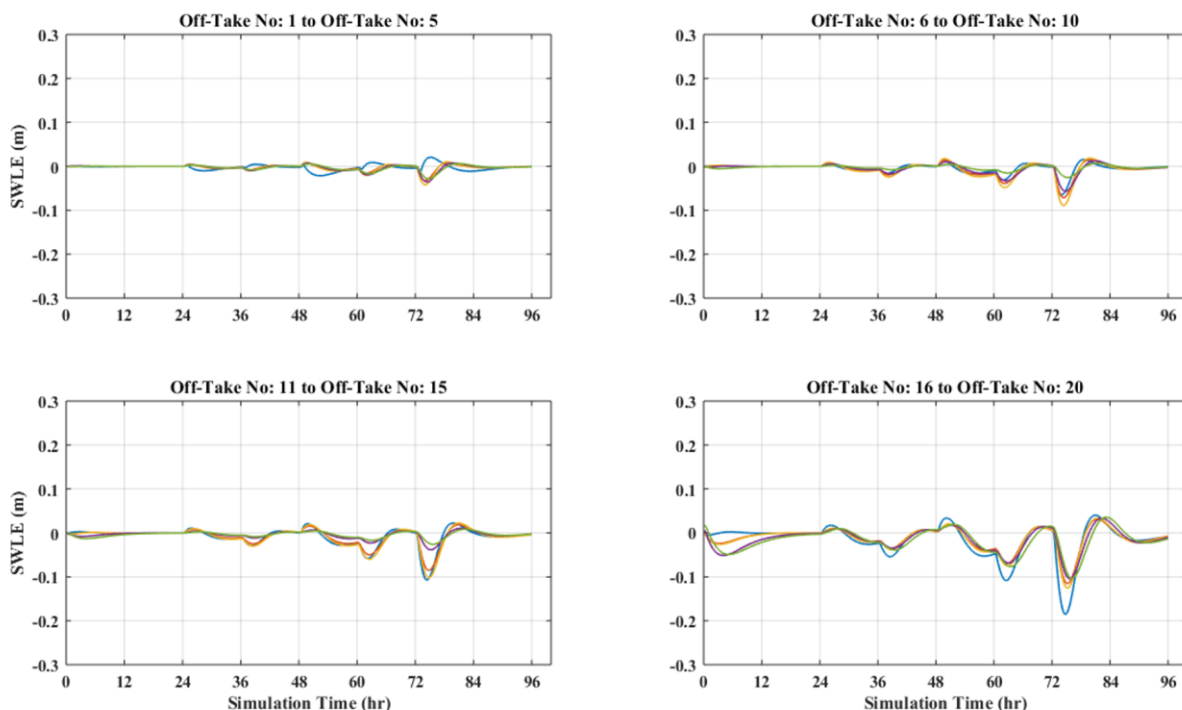 Off-Take No: 1 to Off-Take No: 5
0.3
0.2
0.1
0
-0.1
-0.2
-0.3
SWLE (m)
0 12 24 36 48 60 72 84 96
Off-Take No: 6 to Off-Take No: 10
0.3
0.2
0.1
0
-0.1
-0.2
-0.3
0 12 24 36 48 60 72 84 96
Off-Take No: 11 to Off-Take No: 15
0.3
0.2
0.1
0
-0.1
-0.2
-0.3
SWLE (m)
0 12 24 36 48 60 72 84 96
Simulation Time (hr)
Off-Take No: 16 to Off-Take No: 20
0.3
0.2
0.1
0
-0.1
-0.2
-0.3
0 12 24 36 48 60 72 84 96
Simulation Time (hr)